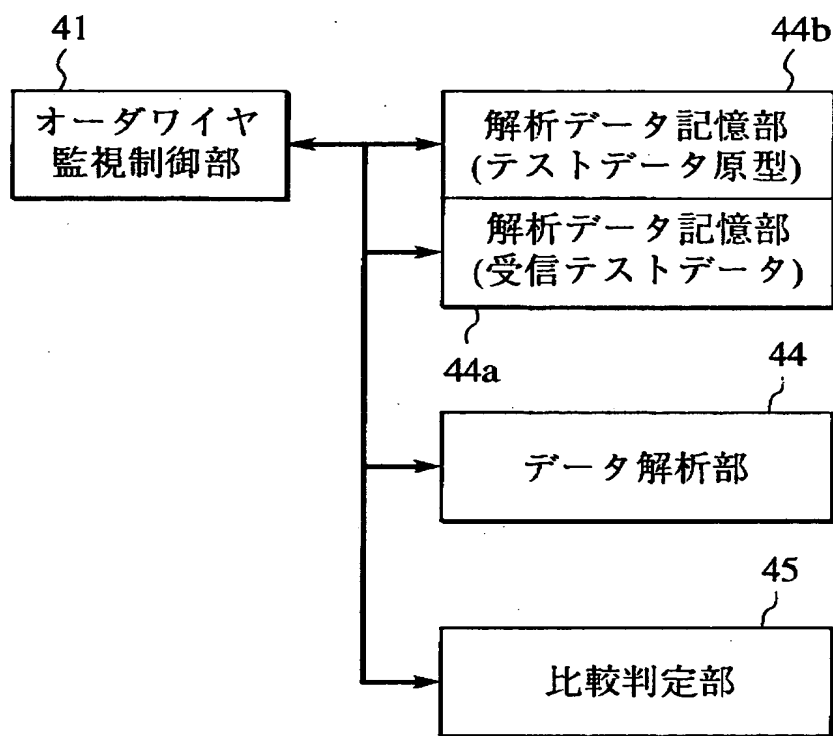 41
オーダワイヤ
監視制御部
44b
解析データ記憶部
(テストデータ原型)
解析データ記憶部
(受信テストデータ)
44a
44
データ解析部
45
比較判定部